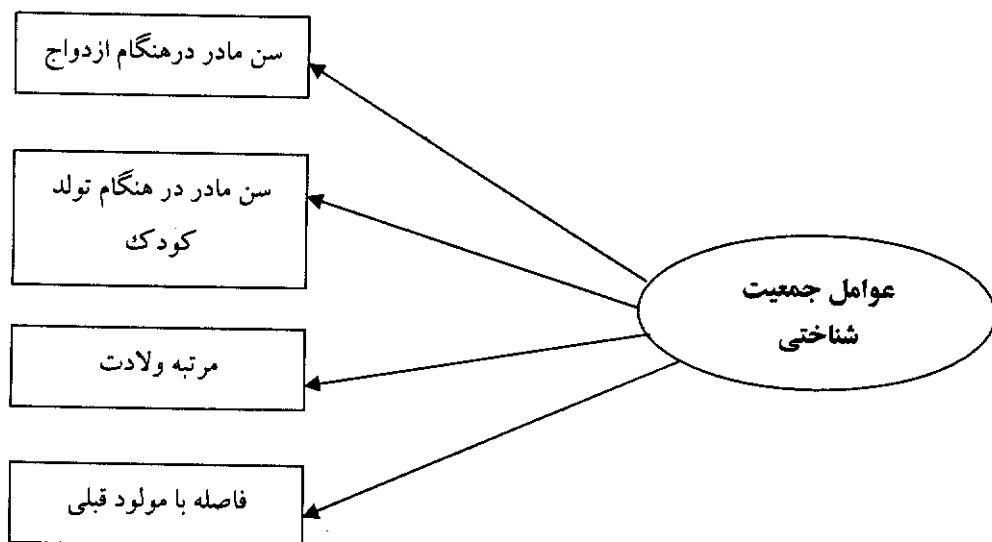 سن مادر درهنگام ازدواج
سن مادر در هنگام تولد
کودک
مرتبه ولادت
فاصله با مولود قبلی
عوامل جمعیت
شناختی